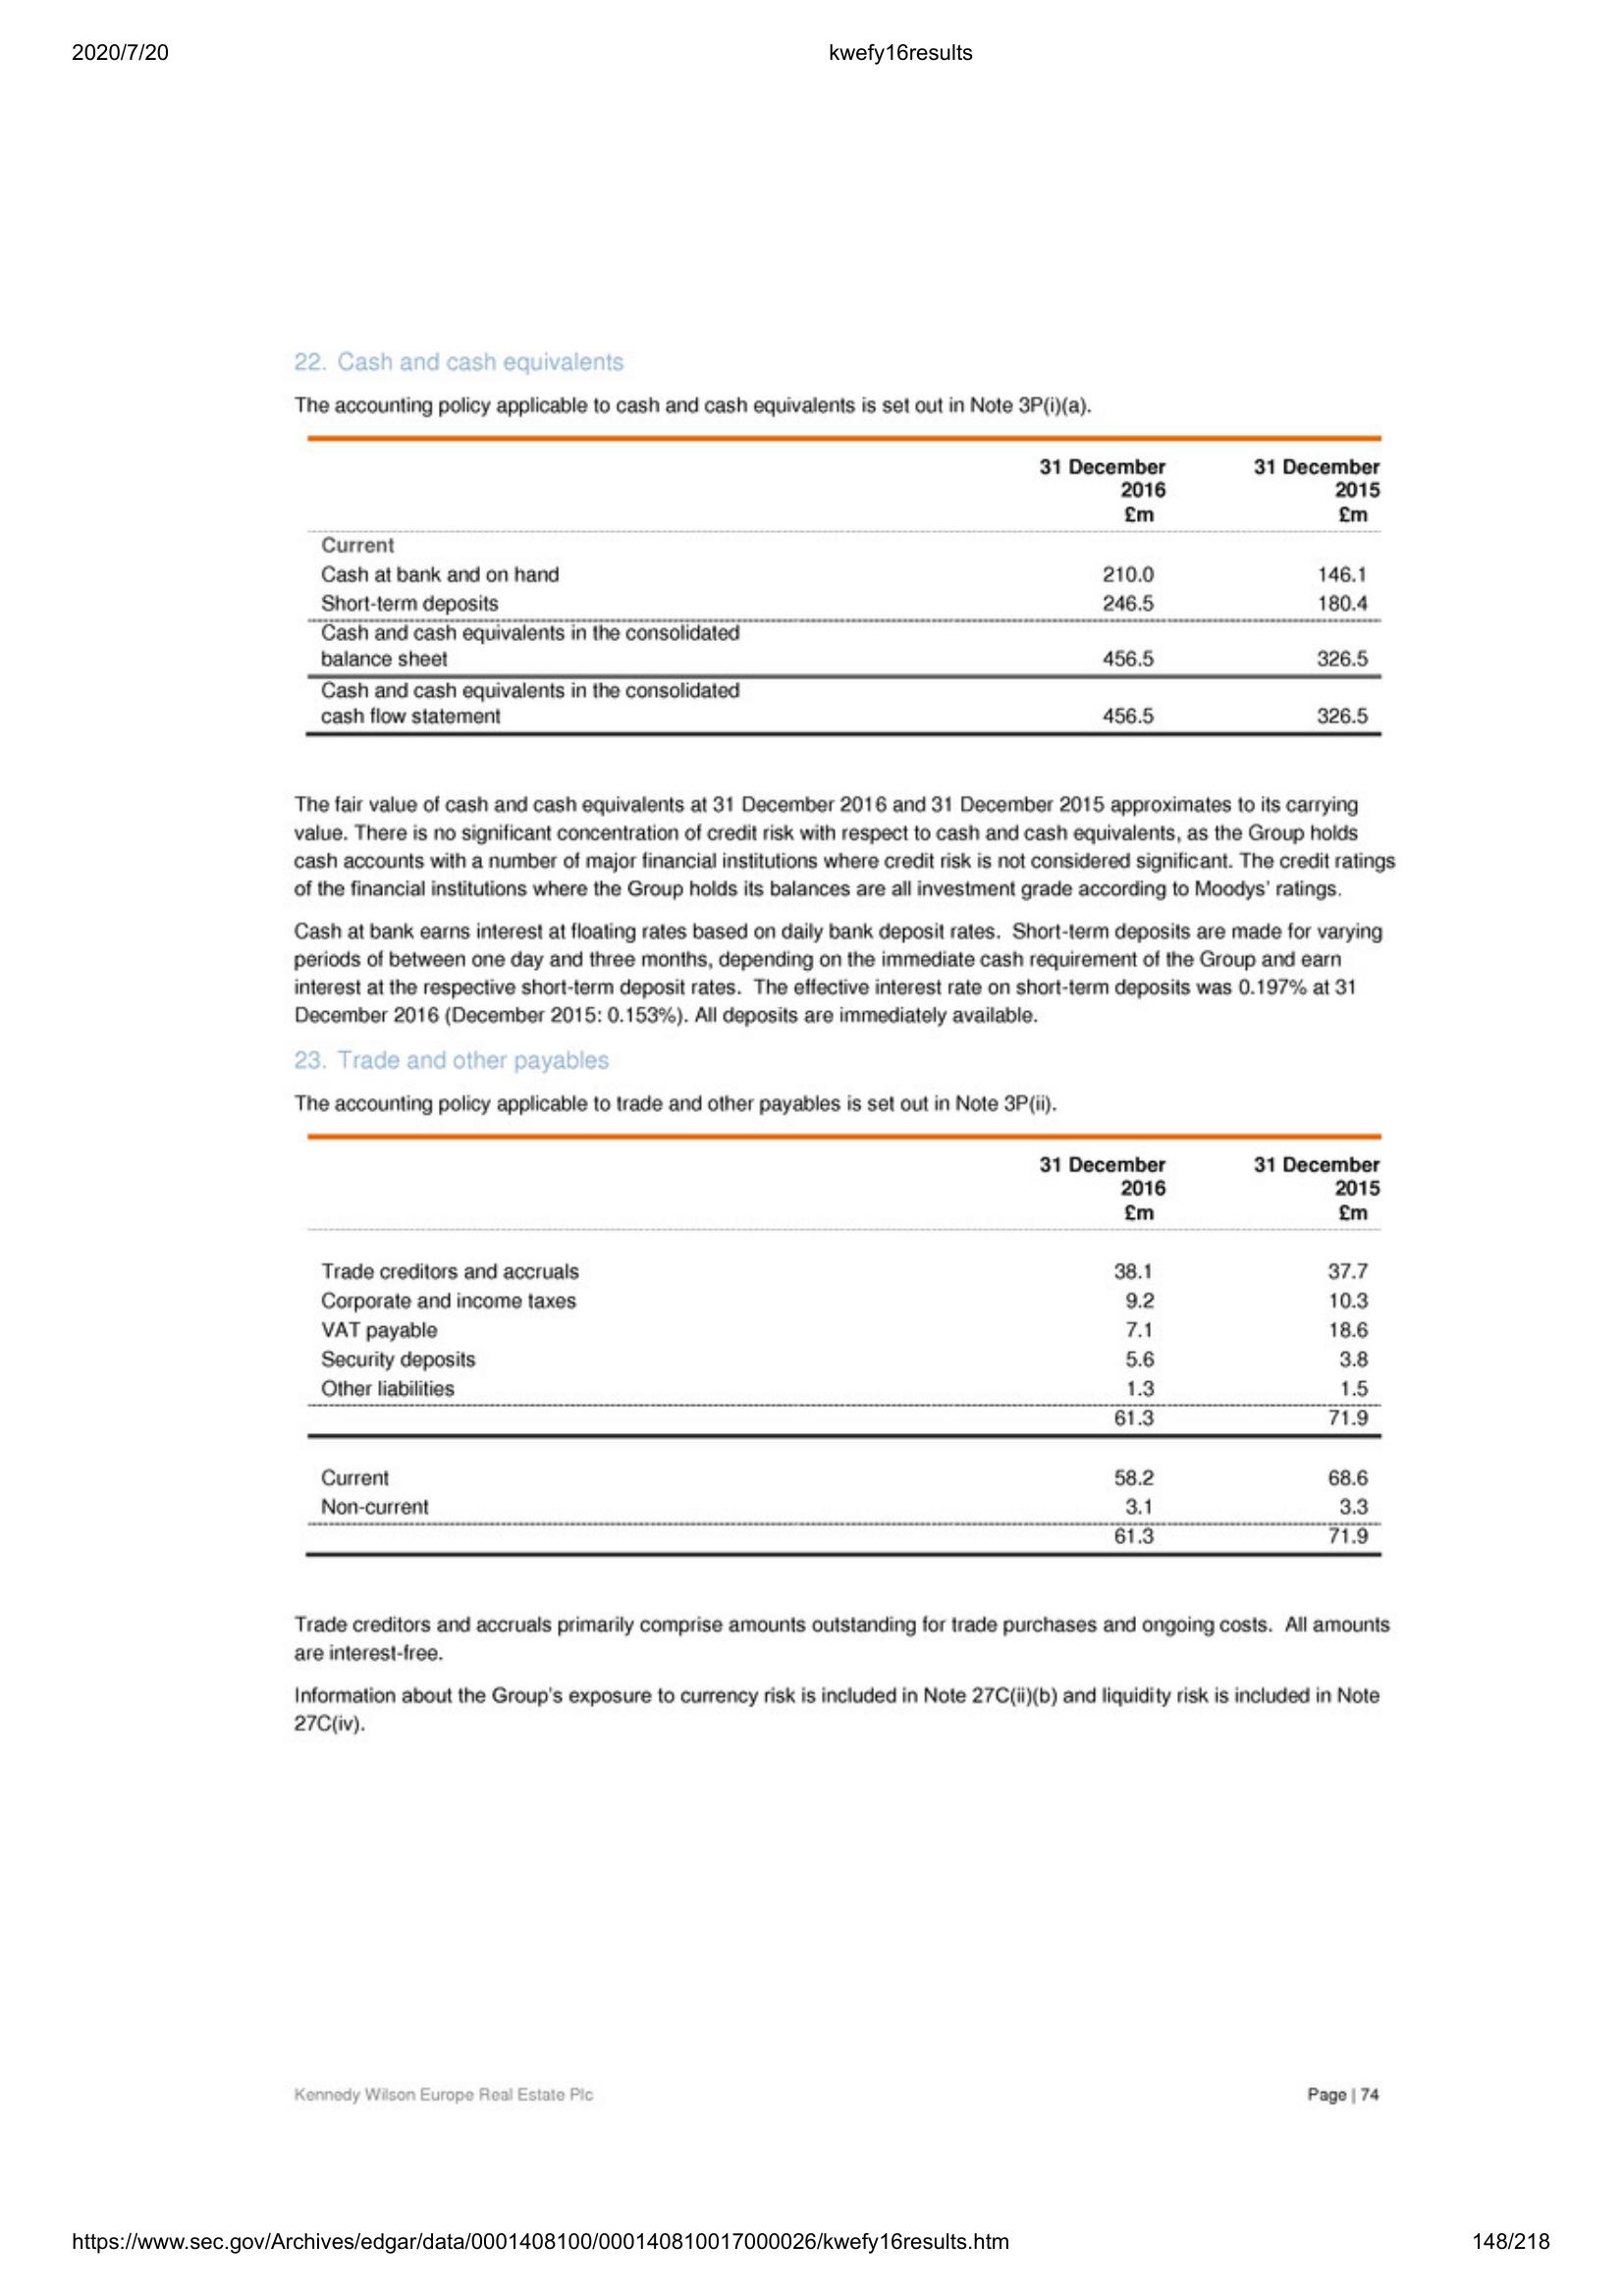 2020/7/20 kwefy16results
22. Cash and cash equivalents
The accounting policy applicable to cash and cash equivalents is set out in Note 3P(i)(a).
31 December 31 December
2016 2015
£m £m
Current
Cash at bank and on hand 210.0 146.1
Short-term deposits 246.5 180.4
Cash and cash equivalents in the consolidated
balance sheet 456.5 326.5
Cash and cash equivalents in the consolidated
cash flow statement 456.5 326.5
The fair value of cash and cash equivalents at 31 December 2016 and 31 December 2015 approximates to its carrying
value. There is no significant concentration of credit risk with respect to cash and cash equivalents, as the Group holds
cash accounts with a number of major financial institutions where credit risk is not considered significant. The credit ratings
of the financial institutions where the Group holds its balances are all investment grade according to Moodys' ratings.
Cash at bank earns interest at floating rates based on daily bank deposit rates. Short-term deposits are made for varying
periods of between one day and three months, depending on the immediate cash requirement of the Group and earn
interest at the respective short-term deposit rates. The effective interest rate on short-term deposits was 0.197% at 31
December 2016 (December 2015: 0.153%). All deposits are immediately available.
23. Trade and other payables
The accounting policy applicable to trade and other payables is set out in Note 3P(ii).
31 December 31 December
2016 2015
£m £m
Trade creditors and accruals 38.1 37.7
Corporate and income taxes 9.2 10.3
VAT payable 7.1 18.6
Security deposits 5.6 3.8
Other liabilities 1.3 1.5
61.3 71.9
Current 58.2 68.6
Non-current 3.1 3.3
61.3 71.9
Trade creditors and accruals primarily comprise amounts outstanding for trade purchases and ongoing costs. All amounts
are interest-free.
Information about the Group's exposure to currency risk is included in Note 27C(ii)(b) and liquidity risk is included in Note
27C(iv).
Kennedy Wilson Europe Real Estate Plc Page | 74
https://www.sec.gov/Archives/edgar/data/0001408100/000140810017000026/kwefy16results.htm 148/218